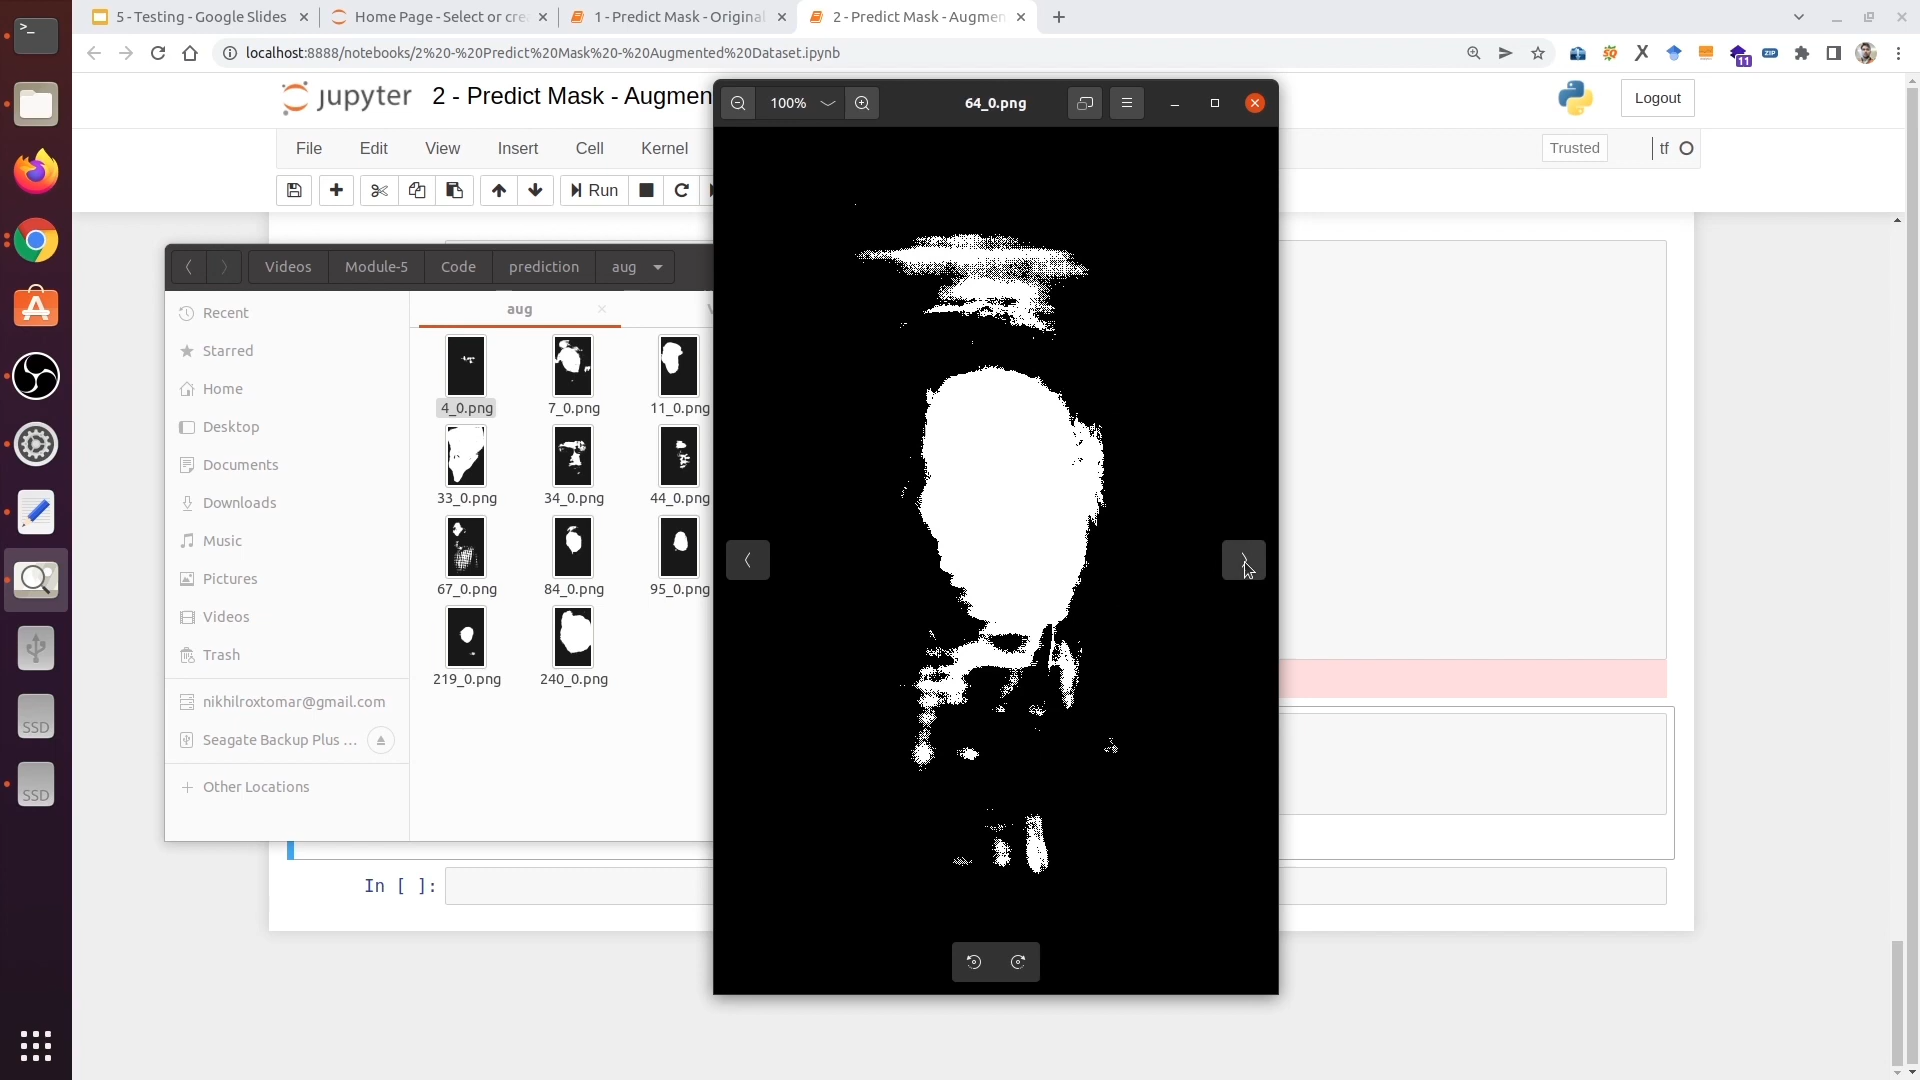 5 - Testing - Google Slides
Home Page - Select or cre
1 - Predict Mask - Original
2 - Predict Mask - Augmen
localhost:8888/notebooks/2%20-%20Predict%20Mask%20-%20Augmented%20Dataset.ipynb
ZIP
11
jupyter
2 - Predict Mask - Augmen
Logout
File
Edit
View
Insert
Cell
Kernel
Trusted
tf
Run
100%
64_0.png
Videos
Module-5
Code
prediction
aug
Recent
Starred
Home
Desktop
Documents
Downloads
Music
Pictures
Videos
Trash
nikhilroxtomar@gmail.com
Seagate Backup Plus ...
Other Locations
aug
4_0.png
7_0.png
11_0.png
33_0.png
34_0.png
44_0.png
67_0.png
84_0.png
95_0.png
219_0.png
240_0.png
In [ ]:
SSD
SSD